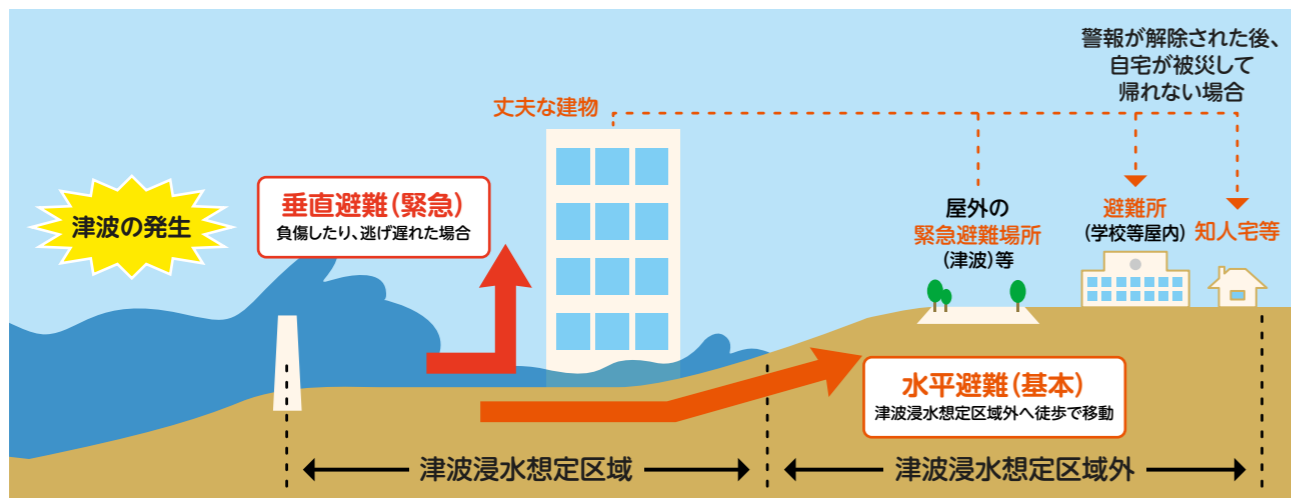 警報が解除された後、
自宅が被災して
帰れない場合
丈夫な建物
津波の発生
垂直避難(緊急)
負傷したり、逃げ遅れた場合
屋外の
緊急避難場所
(津波)等
避難所
(学校等屋内)
知人宅等
水平避難(基本)
津波浸水想定区域外へ徒歩で移動
津波浸水想定区域
津波浸水想定区域外